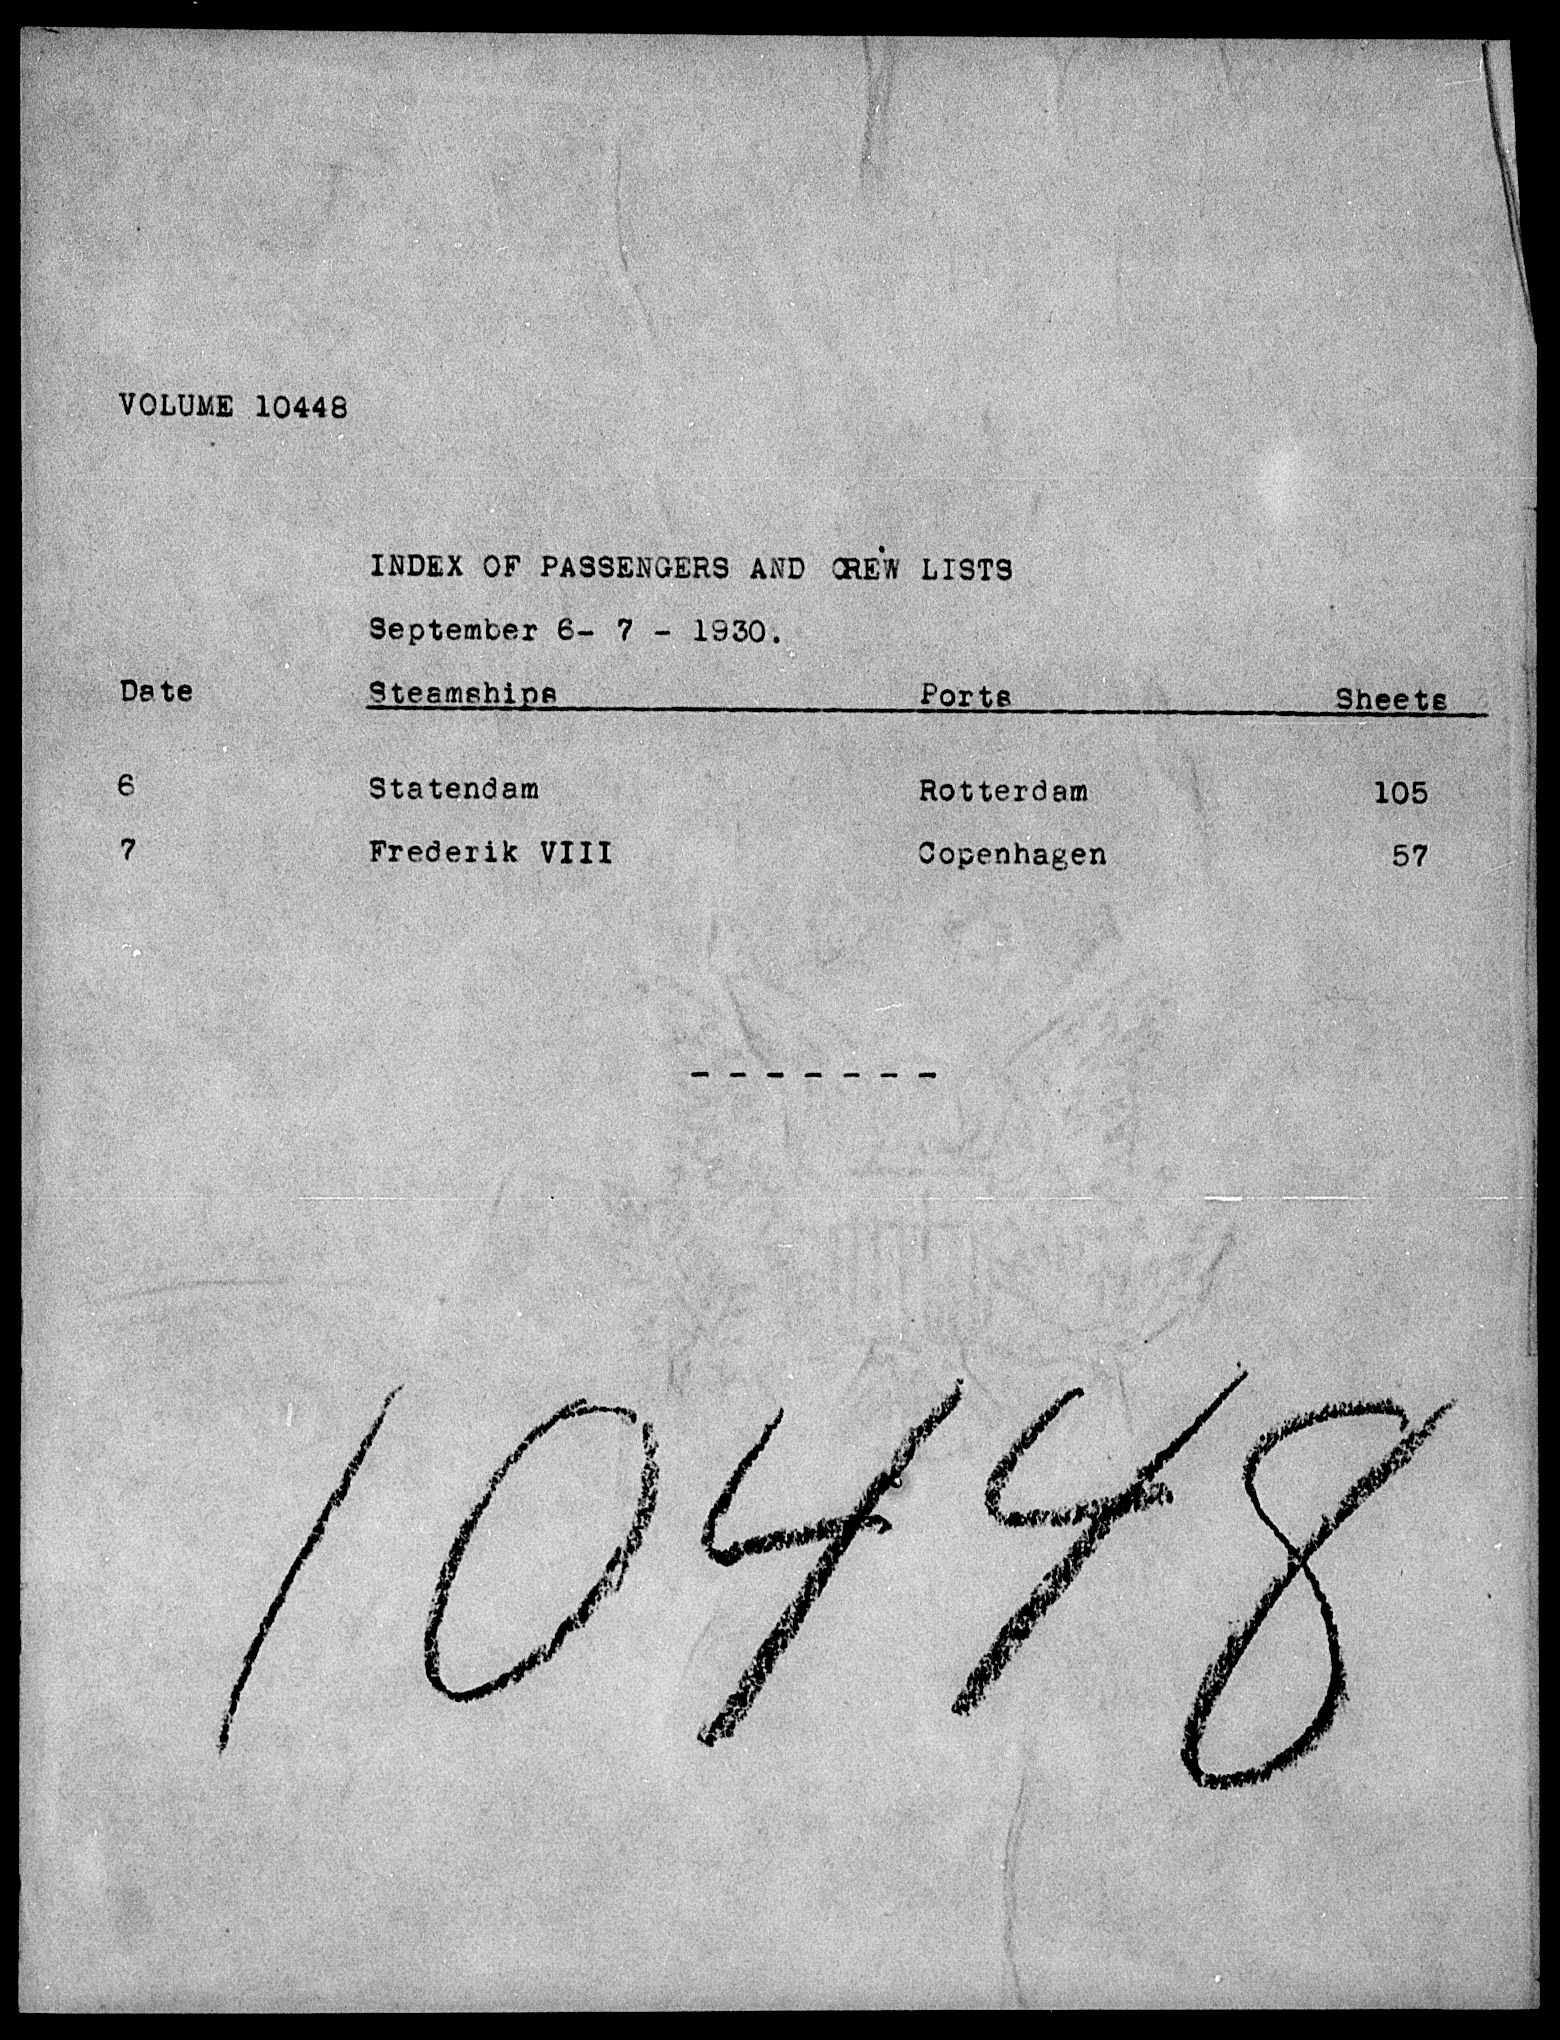 VOLUME 10448
INDEX OF PASSENGERS AND CREW LISTS
September 6- 7 - 1930.
Date Steamships Ports Sheets
6 Statendam Rotterdam 105
7 Frederik VIII Copenhagen 57
- - - - - - -
10448